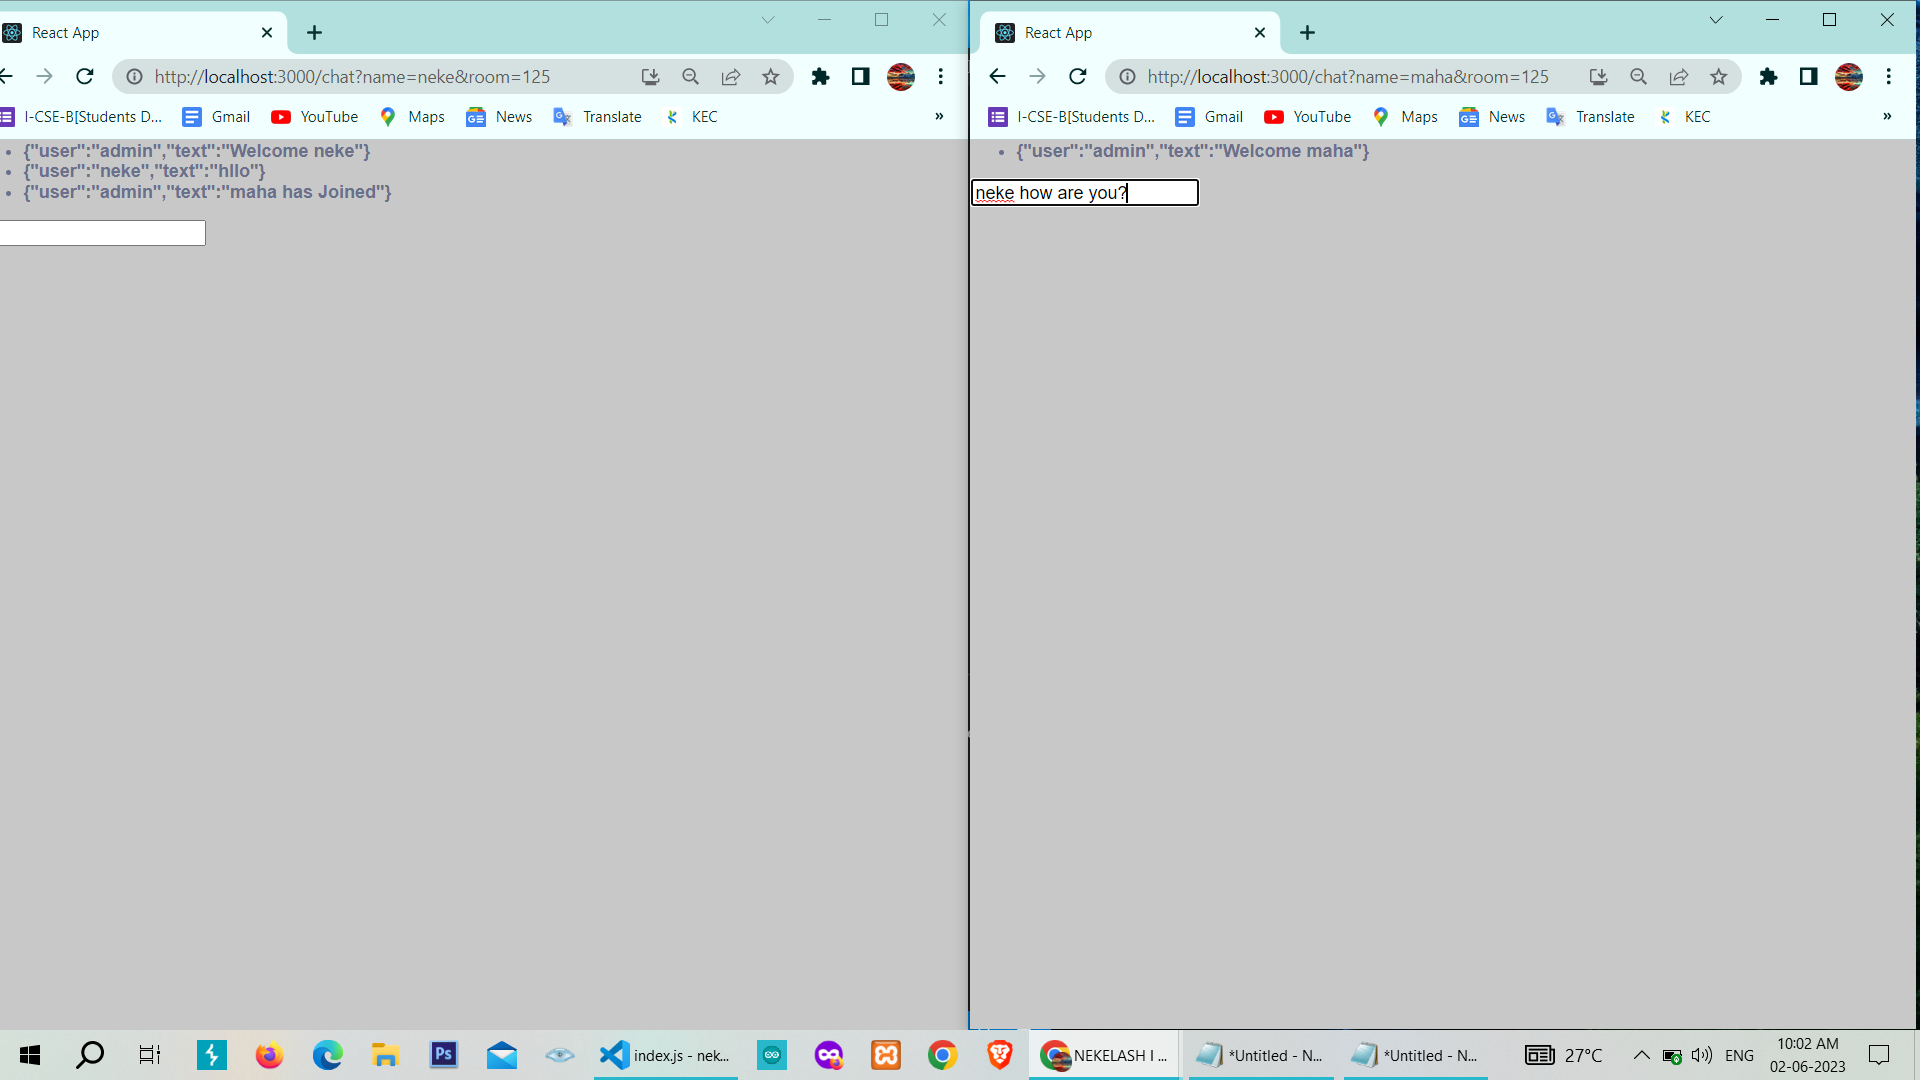 React App
http://localhost:3000/chat?name=neke&room=125
I-CSE-B[Students D...
Gmail
YouTube
Maps
News
Translate
KEC
»
{"user":"admin","text":"Welcome neke"}
{"user":"neke","text":"hllo"}
{"user":"admin","text":"maha has Joined"}
React App
http://localhost:3000/chat?name=maha&room=125
I-CSE-B[Students D...
Gmail
YouTube
Maps
News
Translate
KEC
»
{"user":"admin","text":"Welcome maha"}
neke how are you?
Ps
index.js - nek...
NEKELASH I ...
*Untitled - N...
*Untitled - N...
27°C
ENG
10:02 AM
02-06-2023